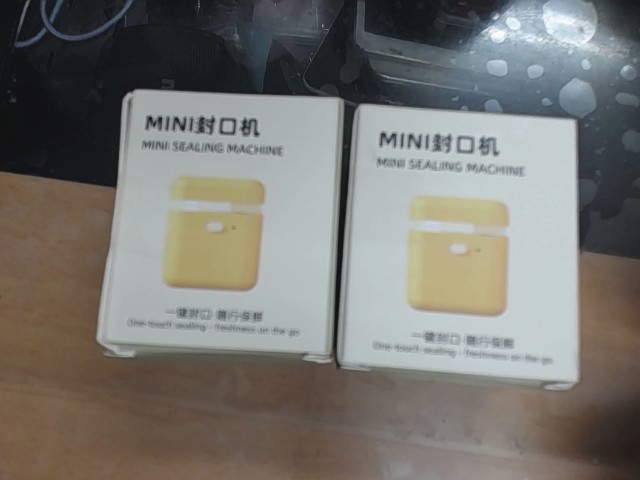 MINI封口机
MINI SEALING MACHINE
一键封口·随行保鲜
One-touch sealing · freshness on the go
MINI封口机
MINI SEALING MACHINE
一键封口·随行保鲜
One-touch sealing · freshness on the go